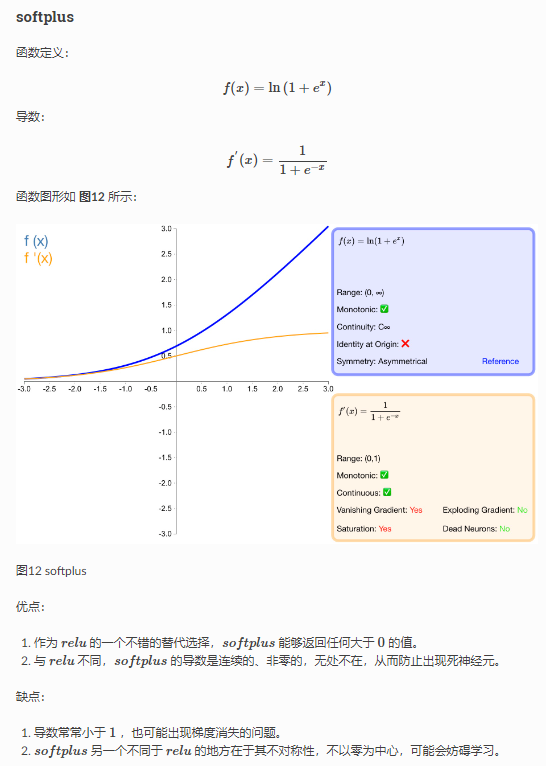 softplus
函数定义：
f(x) = ln (1 + e^x)
导数：
f′(x) = 1 / (1 + e^−x)
函数图形如 图12 所示：
f (x)
f '(x)
3.0
2.5
2.0
1.5
1.0
0.5
-3.0 -2.5 -2.0 -1.5 -1.0 -0.5 0.5 1.0 1.5 2.0 2.5 3.0
-0.5
-1.0
-1.5
-2.0
-2.5
-3.0
f(x) = ln(1 + e^x)
Range: (0, ∞)
Monotonic: ✅
Continuity: C∞
Identity at Origin: ❌
Symmetry: Asymmetrical Reference
f′(x) = 1 / (1 + e^−x)
Range: (0,1)
Monotonic: ✅
Continuous: ✅
Vanishing Gradient: Yes Exploding Gradient: No
Saturation: Yes Dead Neurons: No
图12 softplus
优点：
1. 作为 relu 的一个不错的替代选择，softplus 能够返回任何大于 0 的值。
2. 与 relu 不同，softplus 的导数是连续的、非零的，无处不在，从而防止出现死神经元。
缺点：
1. 导数常常小于 1 ，也可能出现梯度消失的问题。
2. softplus 另一个不同于 relu 的地方在于其不对称性，不以零为中心，可能会妨碍学习。